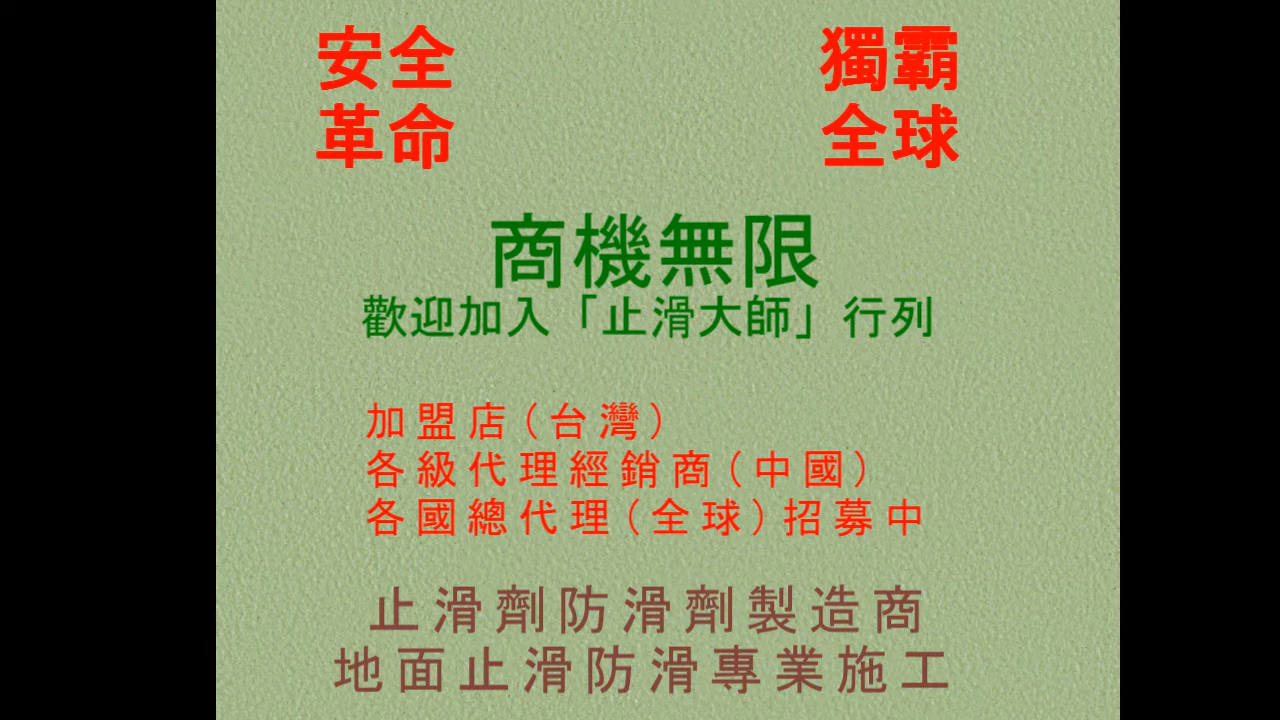 安全 獨霸
革命 全球
商機無限
歡迎加入「止滑大師」行列
加盟店(台灣)
各級代理經銷商(中國)
各國總代理(全球)招募中
止滑劑防滑劑製造商
地面止滑防滑專業施工